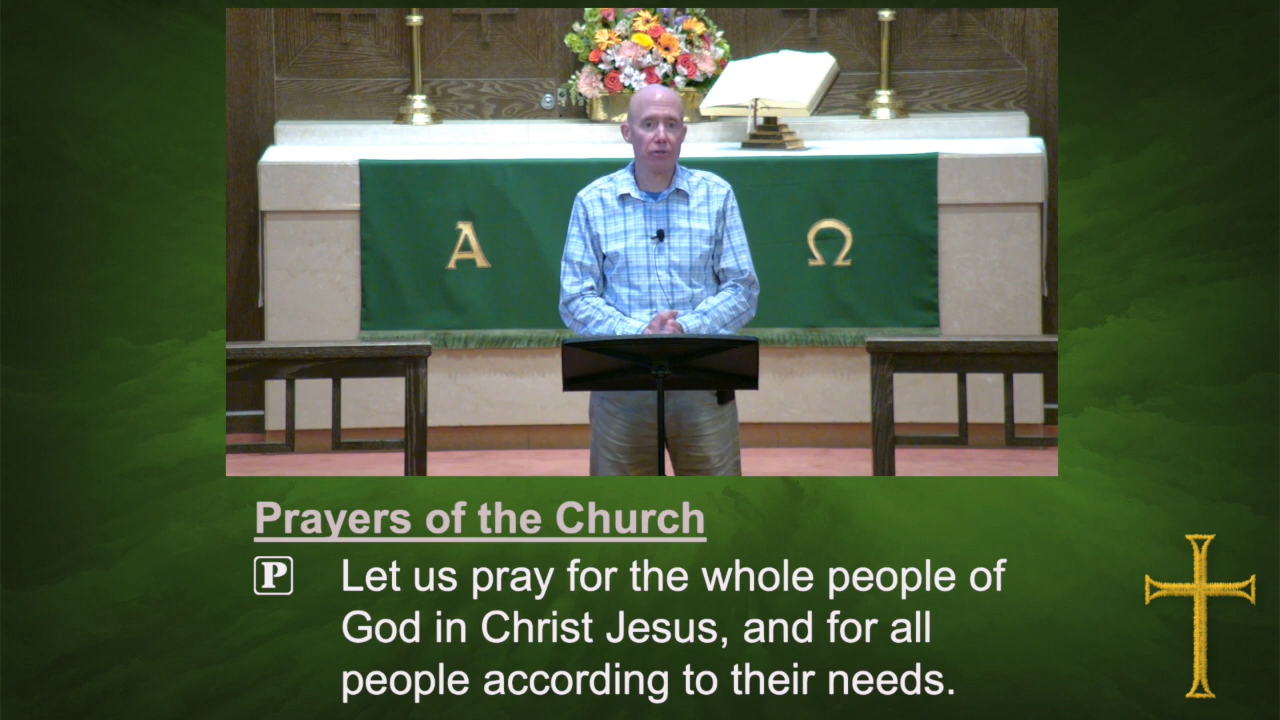 Α Ω
Prayers of the Church
P Let us pray for the whole people of
God in Christ Jesus, and for all
people according to their needs.